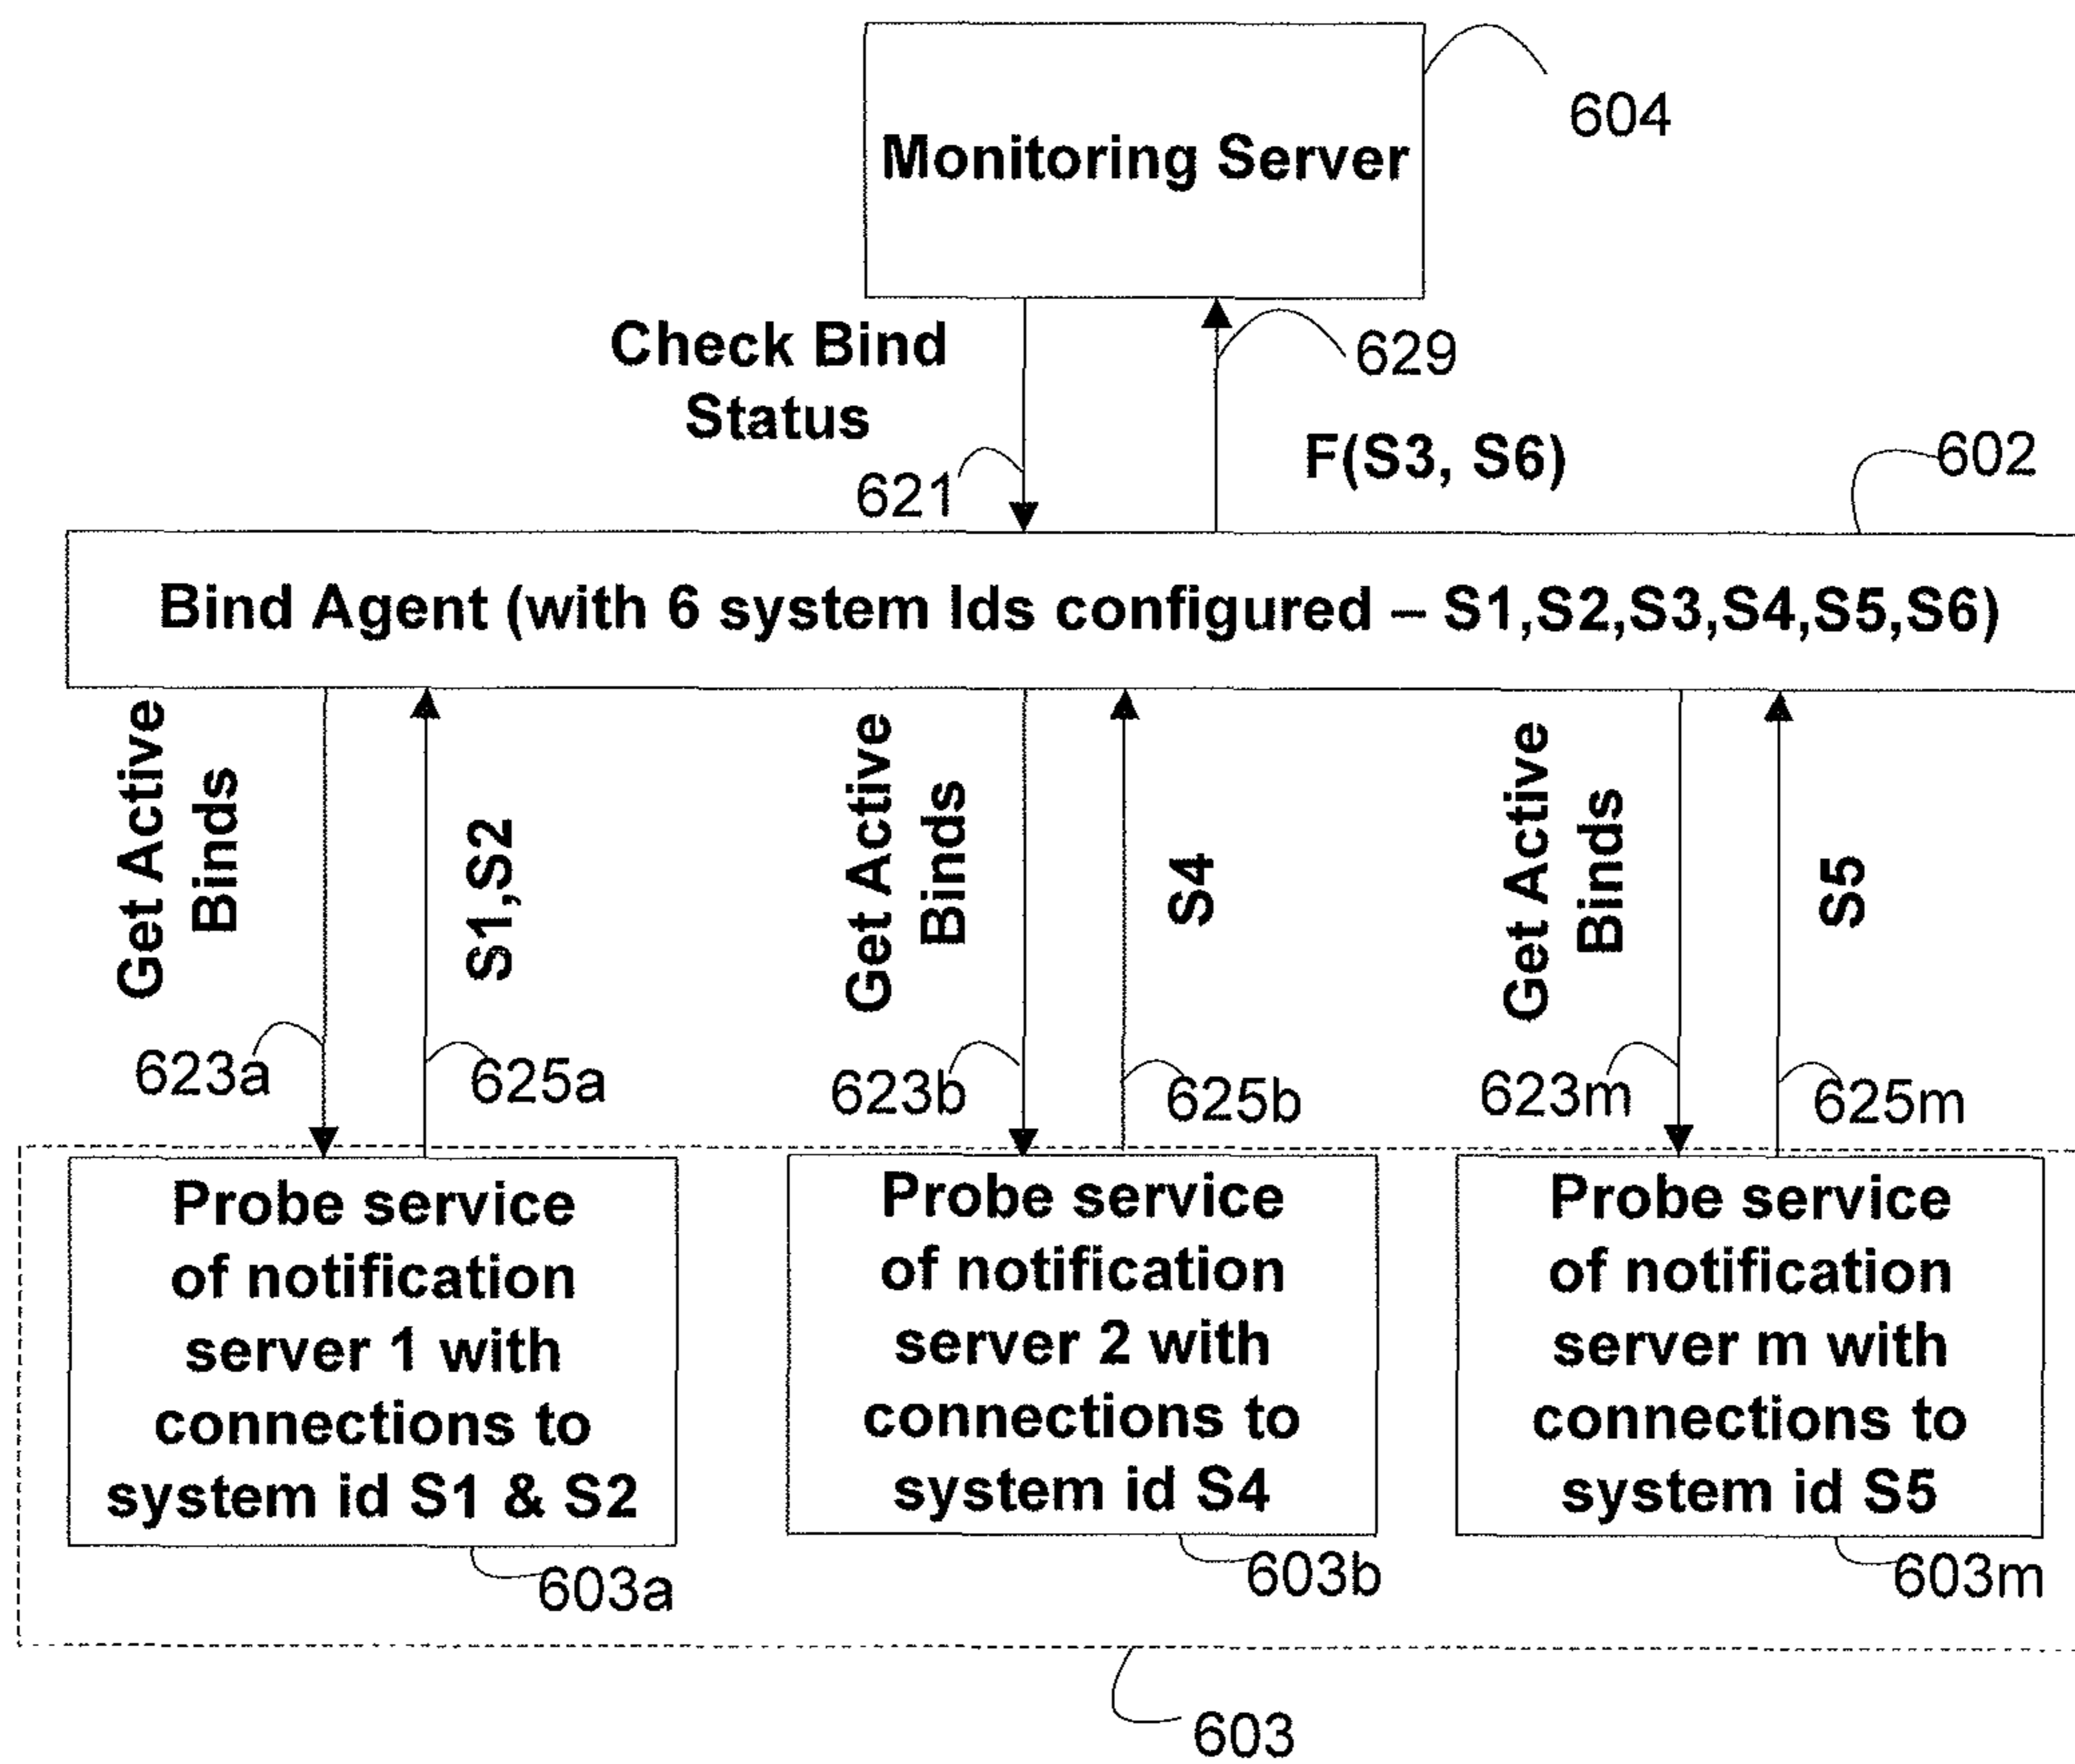 Monitoring Server
604
Check Bind
Status
621
629
F(S3, S6)
602
Bind Agent (with 6 system Ids configured – S1,S2,S3,S4,S5,S6)
Get Active
Binds
S1,S2
Get Active
Binds
S4
Get Active
Binds
S5
623a
625a
623b
625b
623m
625m
Probe service
of notification
server 1 with
connections to
system id S1 & S2
Probe service
of notification
server 2 with
connections to
system id S4
Probe service
of notification
server m with
connections to
system id S5
603a
603b
603m
603